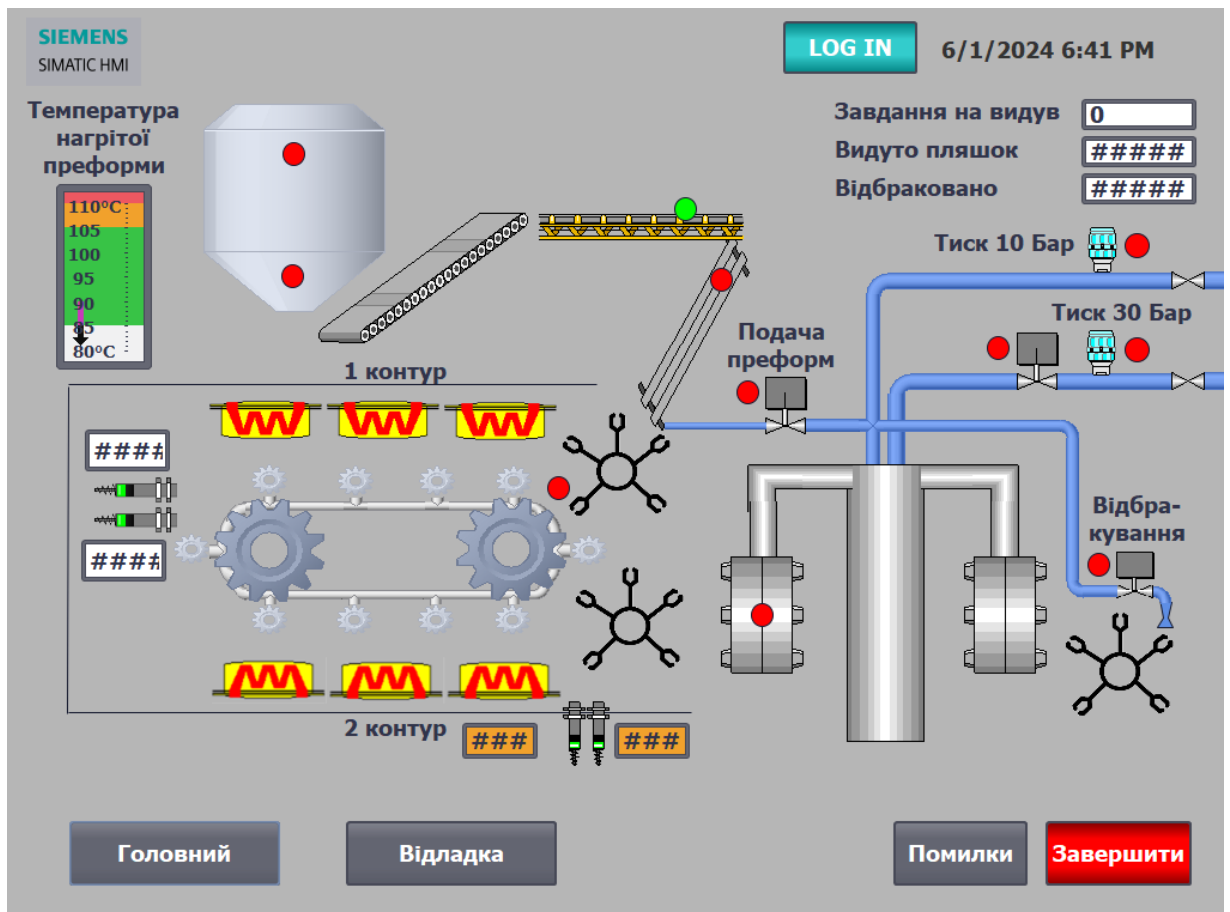 SIEMENS
SIMATIC HMI
LOG IN
6/1/2024 6:41 PM
Температура
нагрітої
преформи
Завдання на видув
0
Видуто пляшок
#####
Відбраковано
#####
110°C
105
100
95
90
85
80°C
Тиск 10 Бар
Тиск 30 Бар
Подача
преформ
1 контур
####
####
Відбра-
кування
2 контур
###
###
Головний
Відладка
Помилки
Завершити